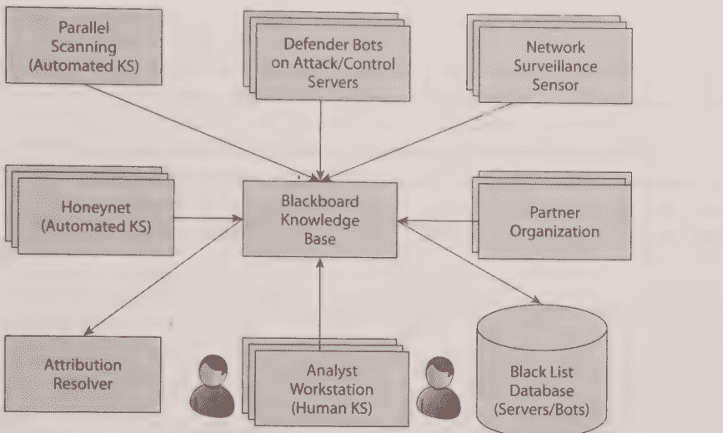 Parallel
Scanning
(Automated KS)
Defender Bots
on Attack/Control
Servers
Network
Surveillance
Sensor
Honeynet
(Automated KS)
Blackboard
Knowledge
Base
Partner
Organization
Attribution
Resolver
Analyst
Workstation
(Human KS)
Black List
Database
(Servers/Bots)